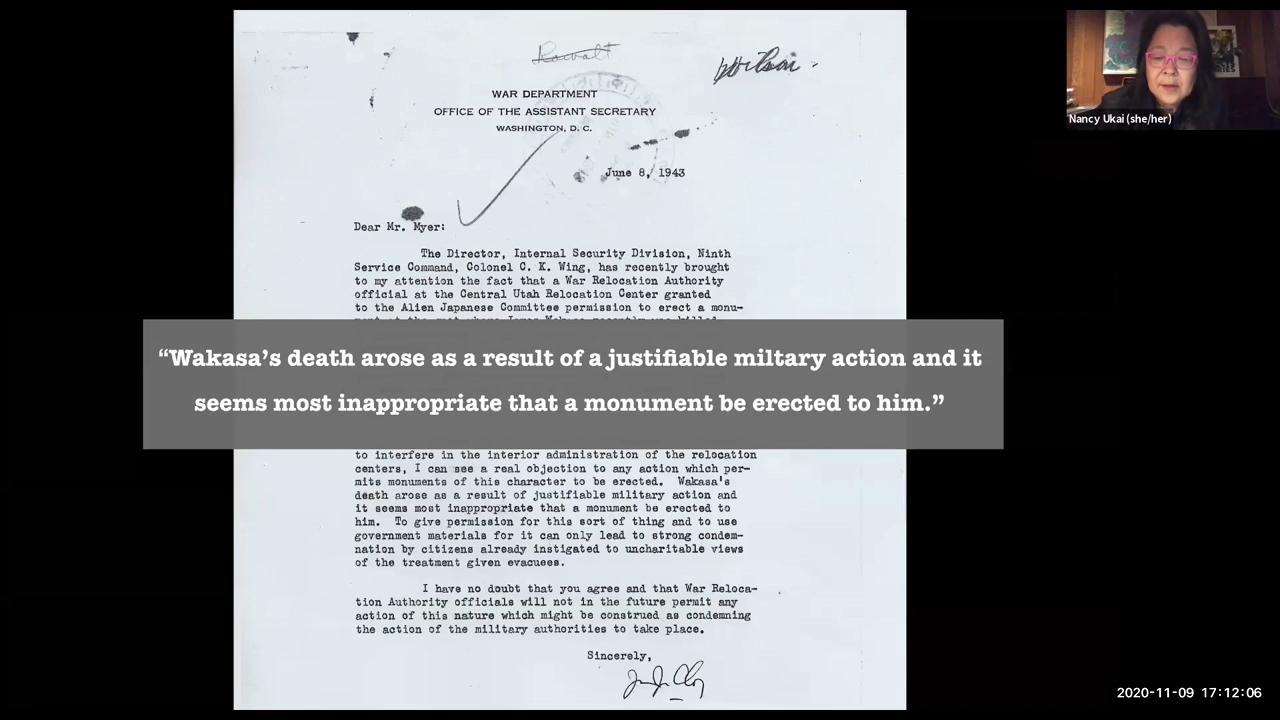 Rowalt
Wilson
WAR DEPARTMENT
OFFICE OF THE ASSISTANT SECRETARY
WASHINGTON, D. C.
June 8, 1943
Dear Mr. Myer:
The Director, Internal Security Division, Ninth
Service Command, Colonel C. K. Wing, has recently brought
to my attention the fact that a War Relocation Authority
official at the Central Utah Relocation Center granted
to the Alien Japanese Committee permission to erect a monu-
“Wakasa’s death arose as a result of a justifiable miltary action and it
seems most inappropriate that a monument be erected to him.”
to interfere in the interior administration of the relocation
centers, I can see a real objection to any action which per-
mits monuments of this character to be erected. Wakasa's
death arose as a result of justifiable military action and
it seems most inappropriate that a monument be erected to
him. To give permission for this sort of thing and to use
government materials for it can only lead to strong condem-
nation by citizens already instigated to uncharitable views
of the treatment given evacuees.
I have no doubt that you agree and that War Reloca-
tion Authority officials will not in the future permit any
action of this nature which might be construed as condemning
the action of the military authorities to take place.
Sincerely,
Nancy Ukai (she/her)
2020-11-09 17:12:06